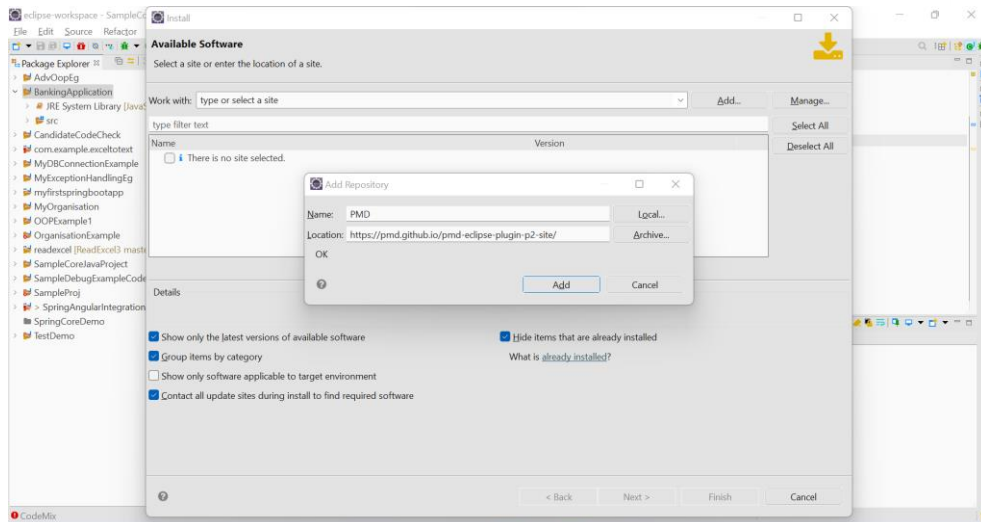 eclipse-workspace - SampleCo
File Edit Source Refactor
Package Explorer
AdvOopEg
BankingApplication
JRE System Library [Java
src
CandidateCodeCheck
com.example.exceltotext
MyDBConnectionExample
MyExceptionHandlingEg
myfirstspringbootapp
MyOrganisation
OOPExample1
OrganisationExample
readexcel [ReadExcel3 maste
SampleCoreJavaProject
SampleDebugExampleCode
SampleProj
> SpringAngularIntegration
SpringCoreDemo
TestDemo
CodeMix
Install
Available Software
Select a site or enter the location of a site.
Work with: type or select a site Add... Manage...
type filter text Select All
Name Version Deselect All
There is no site selected.
Add Repository
Name: PMD Local...
Location: https://pmd.github.io/pmd-eclipse-plugin-p2-site/ Archive...
OK
Add Cancel
Details
Show only the latest versions of available software Hide items that are already installed
Group items by category What is already installed?
Show only software applicable to target environment
Contact all update sites during install to find required software
< Back Next > Finish Cancel